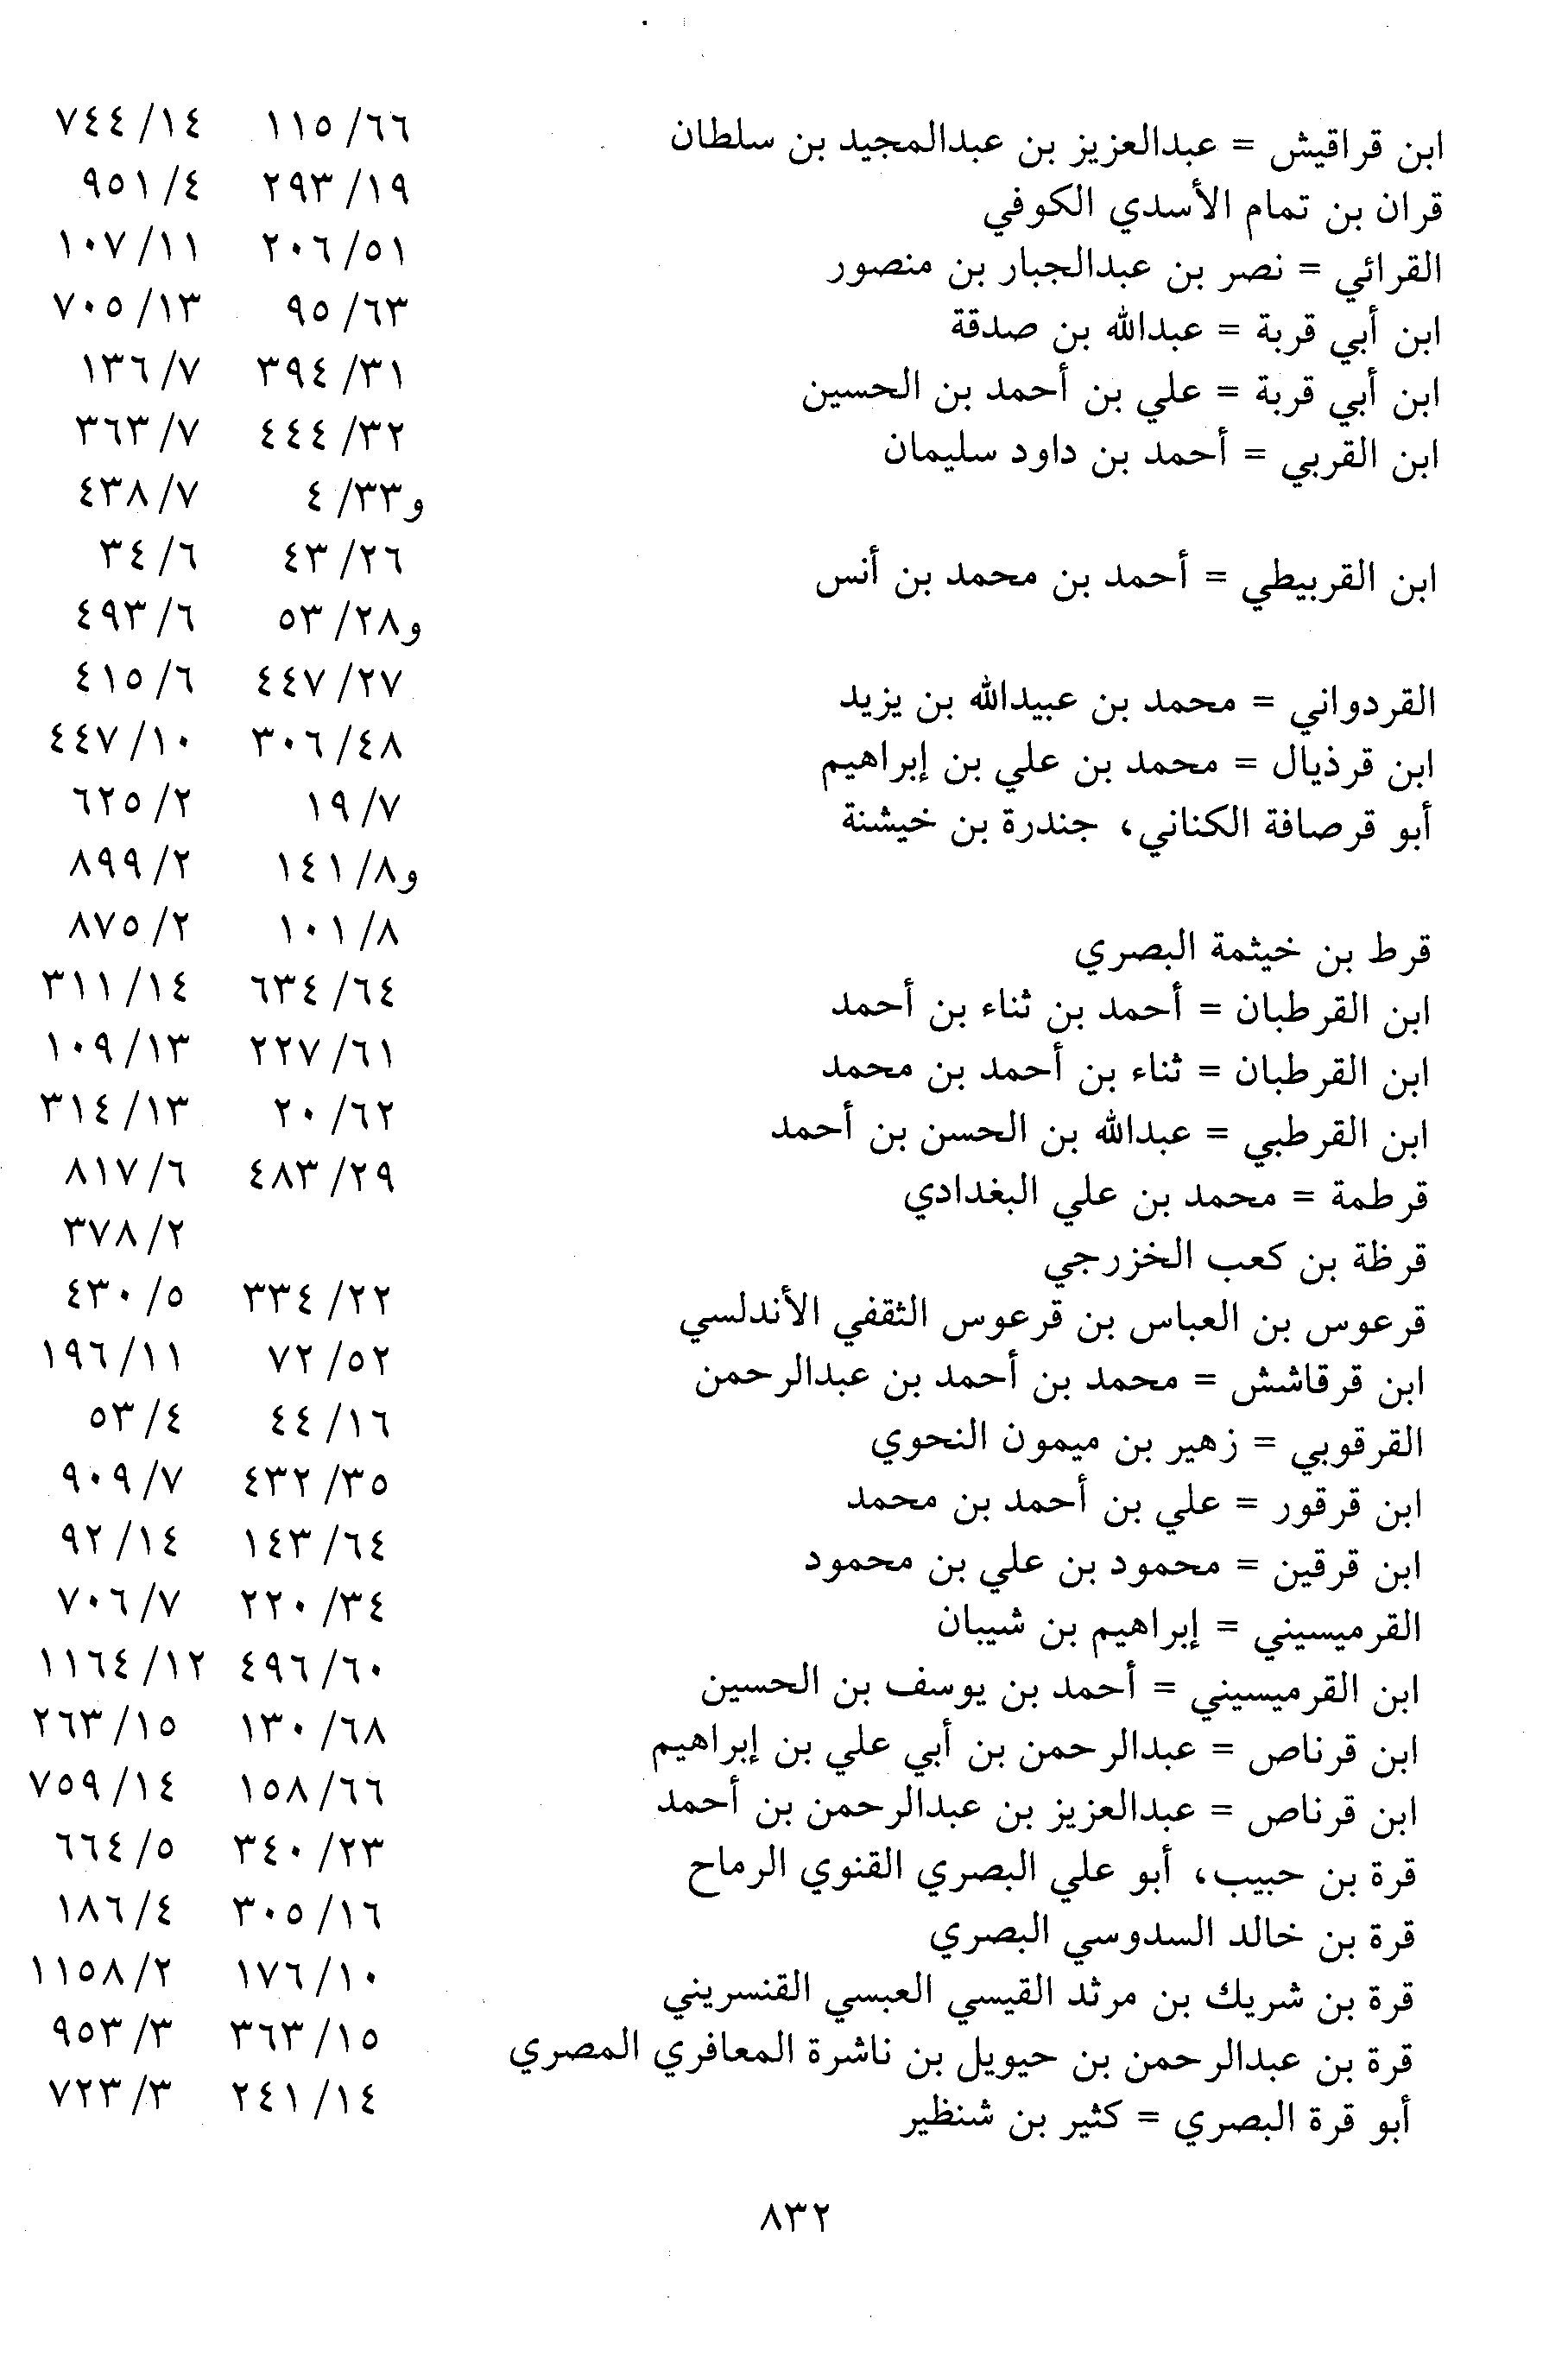 ابن قراقيش = عبدالعزيز بن عبدالمجيد بن سلطان ٦٦/ ١١٥ ١٤/ ٧٤٤
قران بن تمام الأسدي الكوفي ١٩/ ٢٩٣ ٤/ ٩٥١
القرائي = نصر بن عبدالجبار بن منصور ٥١/ ٢٠٦ ١١/ ١٠٧
ابن أبي قربة = عبدالله بن صدقة ٦٣/ ٩٥ ١٣/ ٧٠٥
ابن أبي قربة = علي بن أحمد بن الحسين ٣١/ ٣٩٤ ٧/ ١٣٦
ابن القربي = أحمد بن داود سليمان ٣٢/ ٤٤٤ ٧/ ٣٦٣
و٣٣/ ٤ ٧/ ٤٣٨
ابن القربيطي = أحمد بن محمد بن أنس ٢٦/ ٤٣ ٦/ ٣٤
و٢٨/ ٥٣ ٦/ ٤٩٣
القردواني = محمد بن عبيدالله بن يزيد ٢٧/ ٤٤٧ ٦/ ٤١٥
ابن قرذيال = محمد بن علي بن إبراهيم ٤٨/ ٣٠٦ ١٠/ ٤٤٧
أبو قرصافة الكناني، جندرة بن خيشنة ٧/ ١٩ ٢/ ٦٢٥
و٨/ ١٤١ ٢/ ٨٩٩
قرط بن خيثمة البصري ٨/ ١٠١ ٢/ ٨٧٥
ابن القرطبان = أحمد بن ثناء بن أحمد ٦٤/ ٦٣٤ ١٤/ ٣١١
ابن القرطبان = ثناء بن أحمد بن محمد ٦١/ ٢٢٧ ١٣/ ١٠٩
ابن القرطبي = عبدالله بن الحسن بن أحمد ٦٢/ ٢٠ ١٣/ ٣١٤
قرطمة = محمد بن علي البغدادي ٢٩/ ٤٨٣ ٦/ ٨١٧
قرظة بن كعب الخزرجي ٢/ ٣٧٨
قرعوس بن العباس بن قرعوس الثقفي الأندلسي ٢٢/ ٣٣٤ ٥/ ٤٣٠
ابن قرقاشش = محمد بن أحمد بن عبدالرحمن ٥٢/ ٧٢ ١١/ ١٩٦
القرقوبي = زهير بن ميمون النحوي ١٦/ ٤٤ ٤/ ٥٣
ابن قرقور = علي بن أحمد بن محمد ٣٥/ ٤٣٢ ٧/ ٩٠٩
ابن قرقين = محمود بن علي بن محمود ٦٤/ ١٤٣ ١٤/ ٩٢
القرميسيني = إبراهيم بن شيبان ٣٤/ ٢٢٠ ٧/ ٧٠٦
ابن القرميسيني = أحمد بن يوسف بن الحسين ٦٠/ ٤٩٦ ١٢/ ١١٦٤
ابن قرناص = عبدالرحمن بن أبي علي بن إبراهيم ٦٨/ ١٣٠ ١٥/ ٢٦٣
ابن قرناص = عبدالعزيز بن عبدالرحمن بن أحمد ٦٦/ ١٥٨ ١٤/ ٧٥٩
قرة بن حبيب، أبو علي البصري القنوي الرماح ٢٣/ ٣٤٠ ٥/ ٦٦٤
قرة بن خالد السدوسي البصري ١٦/ ٣٠٥ ٤/ ١٨٦
قرة بن شريك بن مرثد القيسي العبسي القنسريني ١٠/ ١٧٦ ٢/ ١١٥٨
قرة بن عبدالرحمن بن حيويل بن ناشرة المعافري المصري ١٥/ ٣٦٣ ٣/ ٩٥٣
أبو قرة البصري = كثير بن شنظير ١٤/ ٢٤١ ٣/ ٧٢٣
٨٣٢